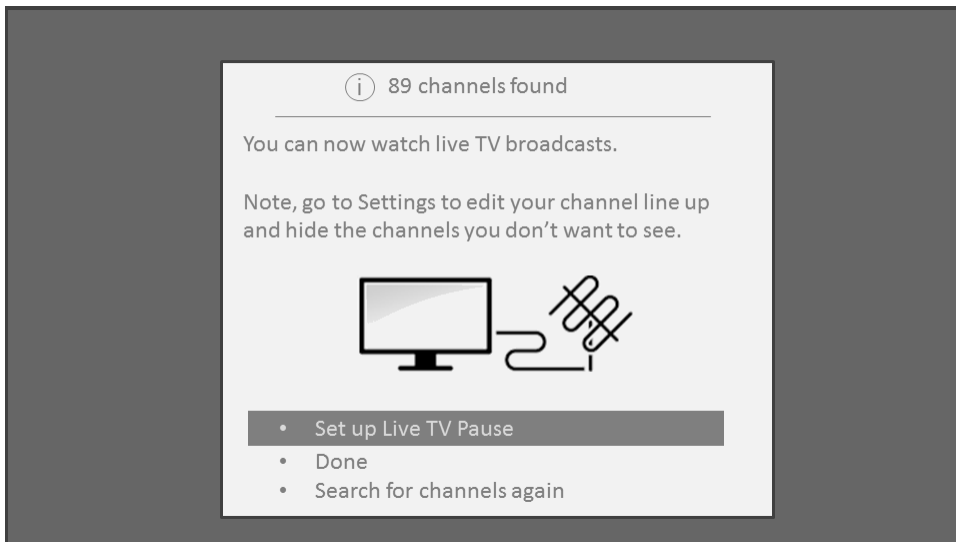 i 89 channels found
You can now watch live TV broadcasts.
Note, go to Settings to edit your channel line up
and hide the channels you don’t want to see.
• Set up Live TV Pause
• Done
• Search for channels again